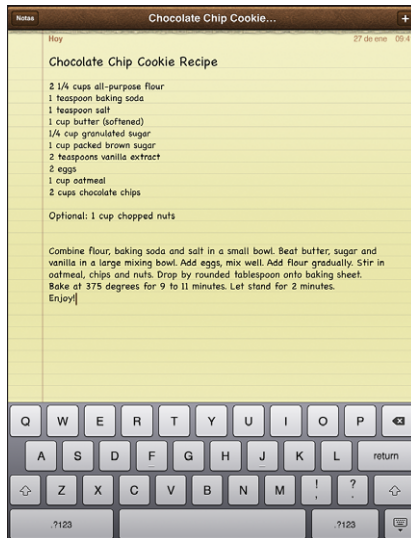 Notas
Chocolate Chip Cookie...
+
Hoy
27 de ene 09:4
Chocolate Chip Cookie Recipe
2 1/4 cups all-purpose flour
1 teaspoon baking soda
1 teaspoon salt
1 cup butter (softened)
1/4 cup granulated sugar
1 cup packed brown sugar
2 teaspoons vanilla extract
2 eggs
1 cup oatmeal
2 cups chocolate chips
Optional: 1 cup chopped nuts
Combine flour, baking soda and salt in a small bowl. Beat butter, sugar and
vanilla in a large mixing bowl. Add eggs, mix well. Add flour gradually. Stir in
oatmeal, chips and nuts. Drop by rounded tablespoon onto baking sheet.
Bake at 375 degrees for 9 to 11 minutes. Let stand for 2 minutes.
Enjoy!
Q W E R T Y U I O P
A S D F G H J K L return
Z X C V B N M ! , ? .
.?123 .?123